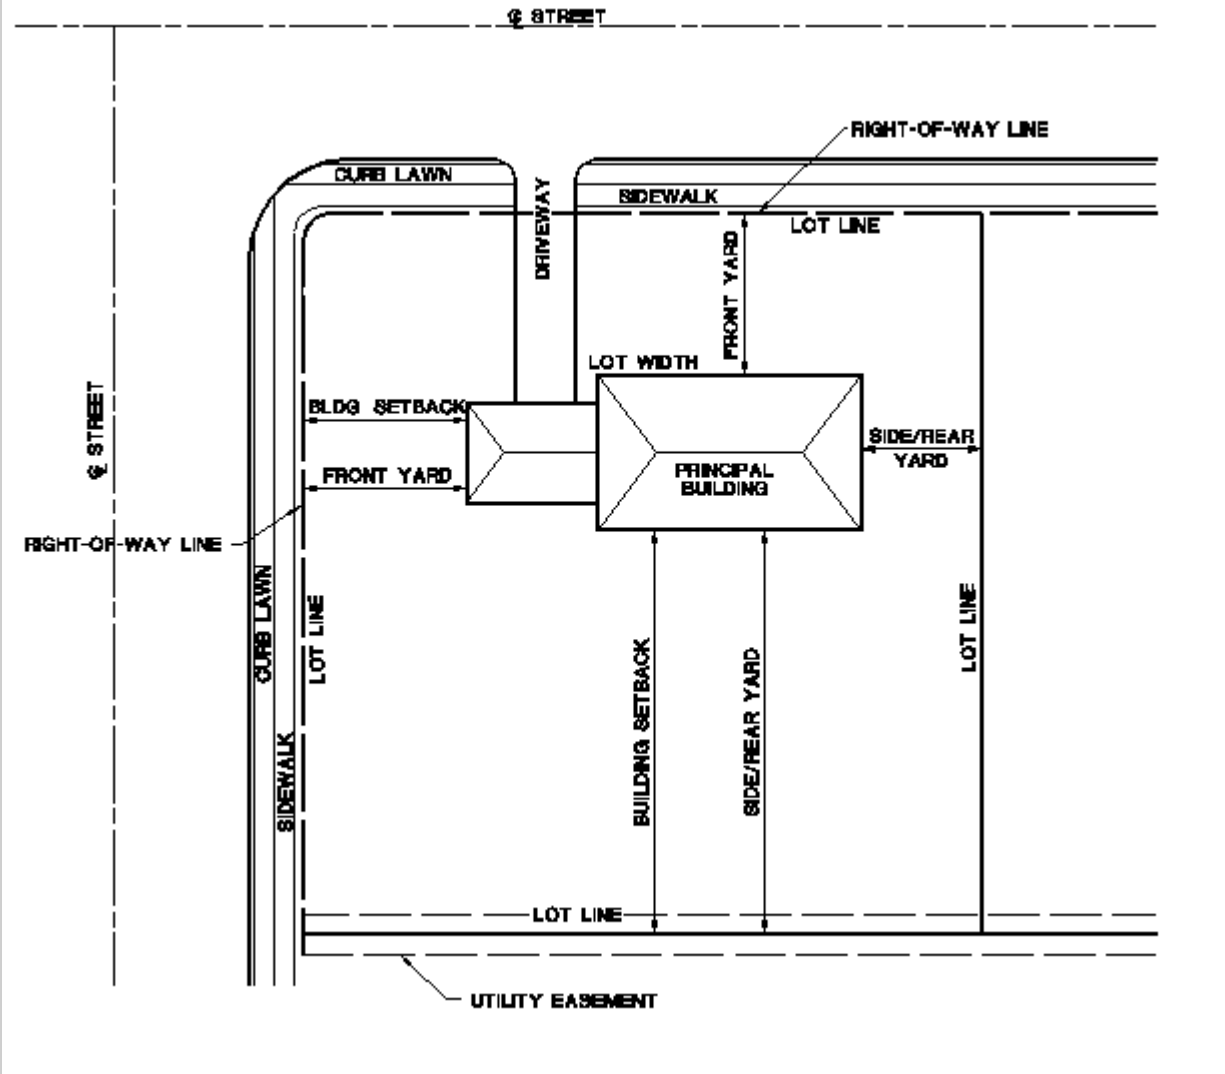 ℄ STREET
RIGHT-OF-WAY LINE
CURB LAWN
SIDEWALK
LOT LINE
DRIVEWAY
FRONT YARD
LOT WIDTH
℄ STREET
BLDG SETBACK
SIDE/REAR
YARD
FRONT YARD
PRINCIPAL
BUILDING
RIGHT-OF-WAY LINE
CURB LAWN
LOT LINE
LOT LINE
BUILDING SETBACK
SIDE/REAR YARD
SIDEWALK
LOT LINE
UTILITY EASEMENT